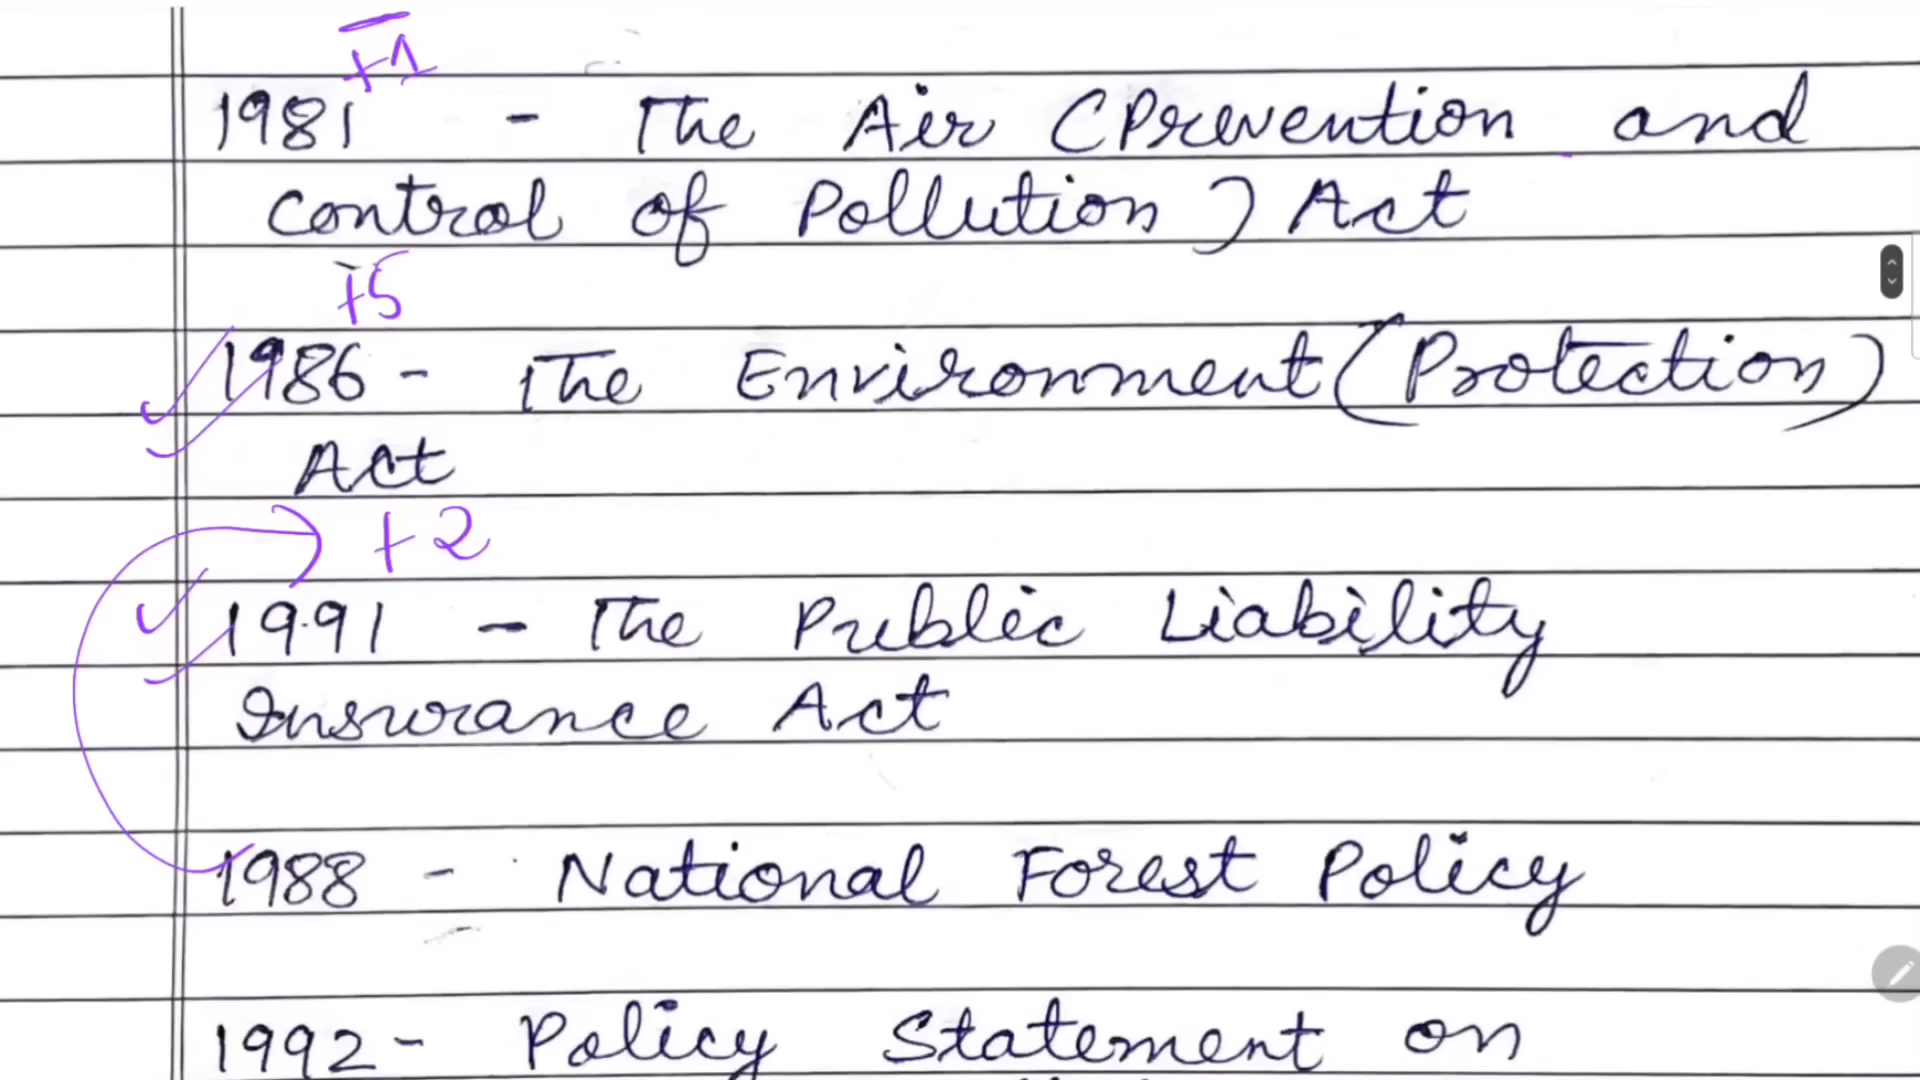 +1
1981 - The Air (Prevention and
Control of Pollution) Act
+5
1986 - The Environment (Protection)
Act
+2
1991 - The Public Liability
Insurance Act
1988 - National Forest Policy
1992 - Policy Statement on